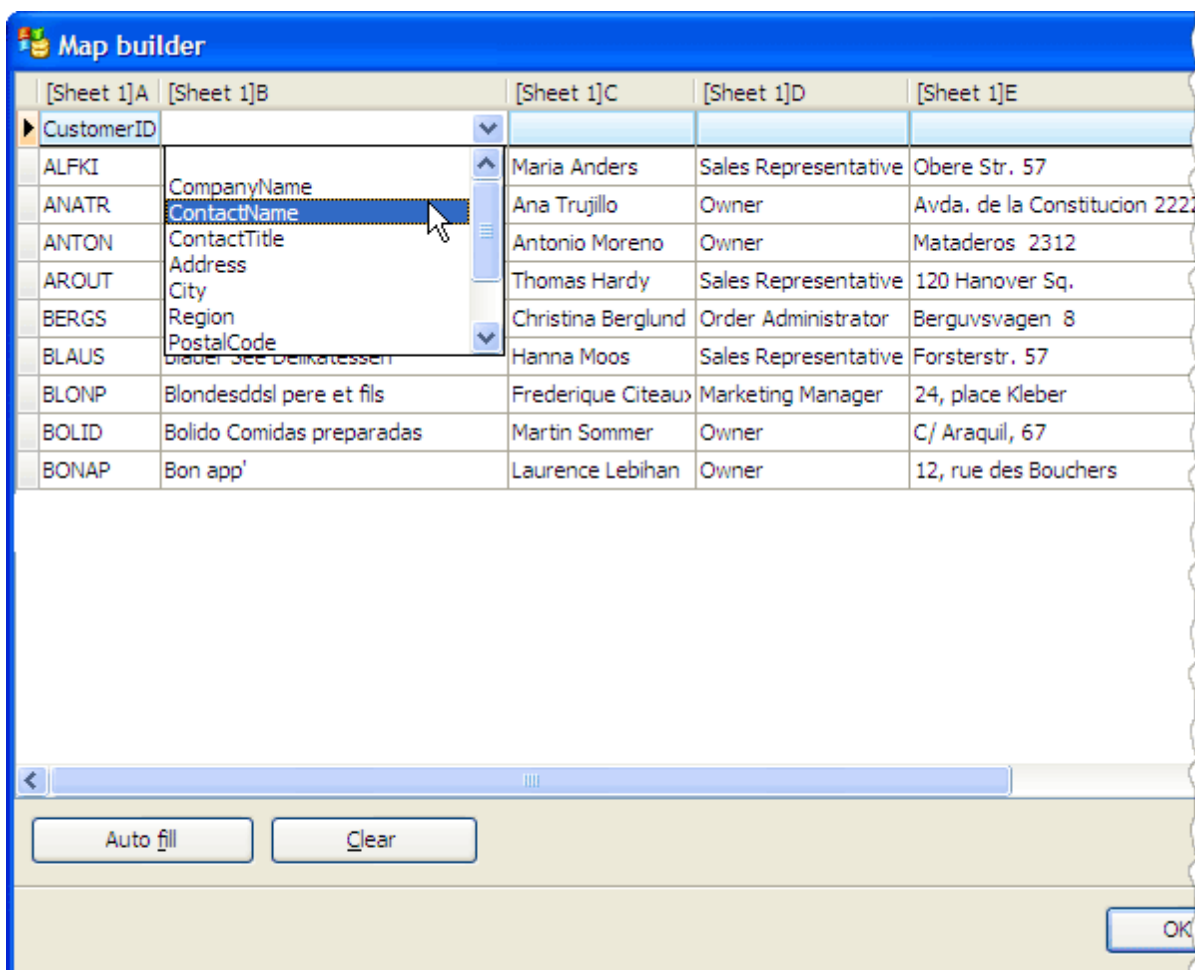 Map builder
[Sheet 1]A [Sheet 1]B [Sheet 1]C [Sheet 1]D [Sheet 1]E
CustomerID
ALFKI Maria Anders Sales Representative Obere Str. 57
CompanyName
ANATR ContactName Ana Trujillo Owner Avda. de la Constitucion 2222
ANTON ContactTitle Antonio Moreno Owner Mataderos 2312
Address
AROUT City Thomas Hardy Sales Representative 120 Hanover Sq.
BERGS Region Christina Berglund Order Administrator Berguvsvagen 8
PostalCode
BLAUS Blauer See Delikatessen Hanna Moos Sales Representative Forsterstr. 57
BLONP Blondesddsl pere et fils Frederique Citeaux Marketing Manager 24, place Kleber
BOLID Bolido Comidas preparadas Martin Sommer Owner C/ Araquil, 67
BONAP Bon app' Laurence Lebihan Owner 12, rue des Bouchers
Auto fill Clear
OK